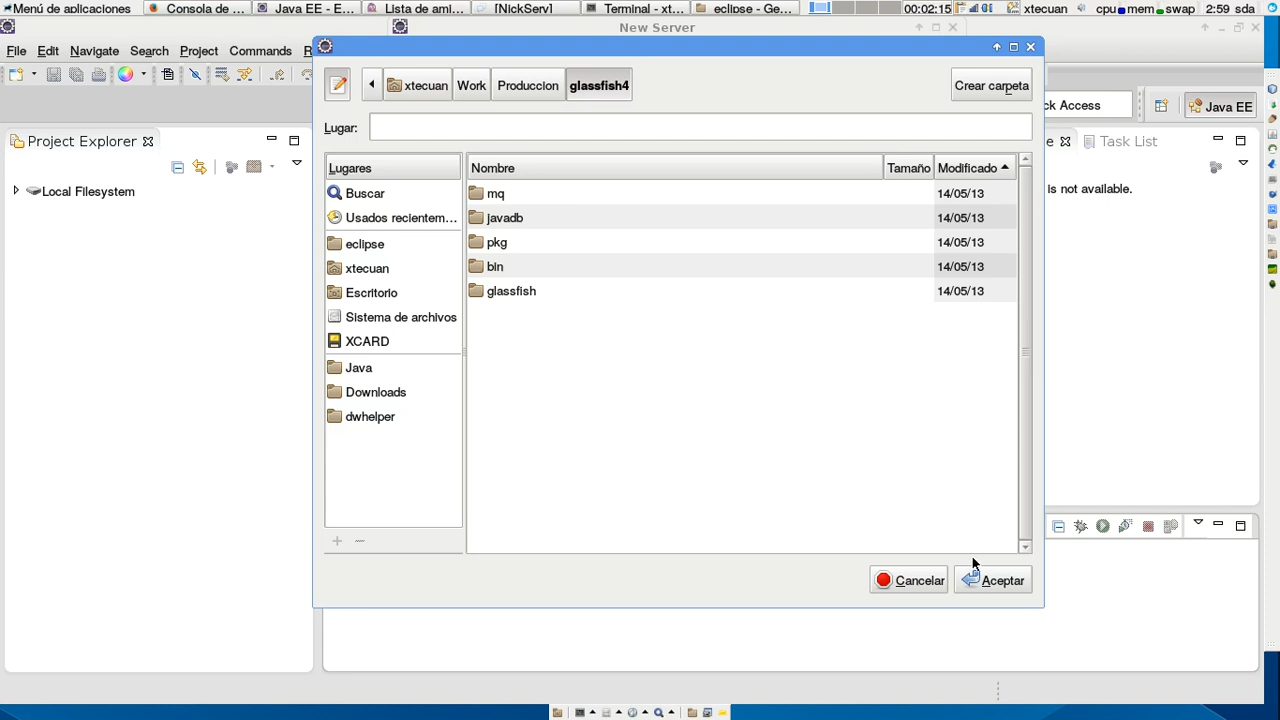 Menú de aplicaciones Consola de ... Java EE - E... Lista de ami... [NickServ] Terminal - xt... eclipse - Ge... 00:02:15 xtecuan cpu mem swap 2:59 sda
New Server
File Edit Navigate Search Project Commands R
xtecuan Work Produccion glassfish4 Crear carpeta
ck Access Java EE
Lugar:
Project Explorer e Task List
Lugares Nombre Tamaño Modificado
Buscar mq 14/05/13
is not available.
Local Filesystem
Usados recientem... javadb 14/05/13
eclipse pkg 14/05/13
xtecuan bin 14/05/13
Escritorio glassfish 14/05/13
Sistema de archivos
XCARD
Java
Downloads
dwhelper
Cancelar Aceptar